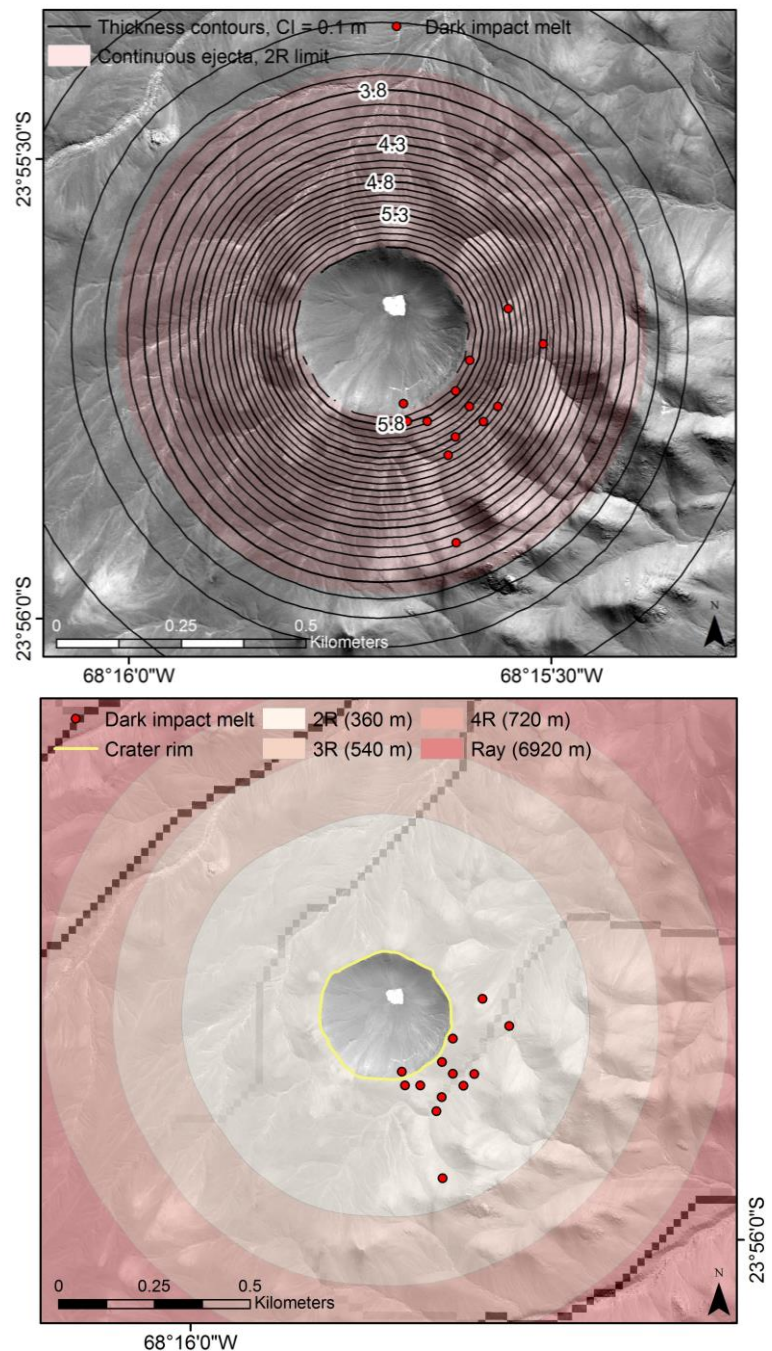 Thickness contours, CI = 0.1 m Dark impact melt
Continuous ejecta, 2R limit
3.8
4.3
4.8
5.3
5.8
23°55'30"S
23°56'0"S
0 0.25 0.5
Kilometers
N
68°16'0"W 68°15'30"W
Dark impact melt 2R (360 m) 4R (720 m)
Crater rim 3R (540 m) Ray (6920 m)
23°56'0"S
0 0.25 0.5
Kilometers
N
68°16'0"W